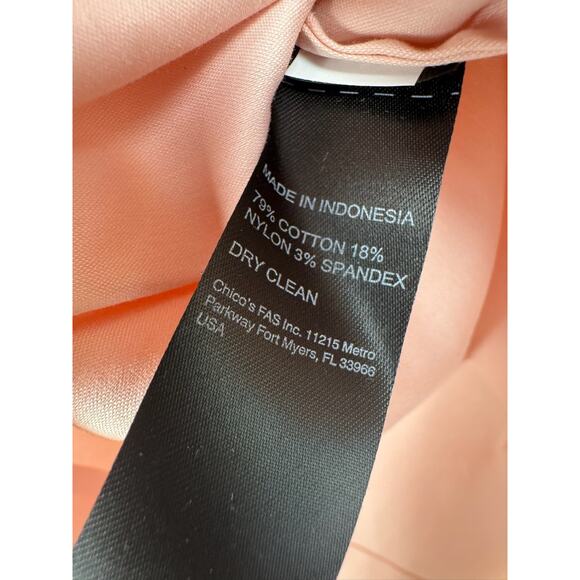 MADE IN INDONESIA
79% COTTON 18%
NYLON 3% SPANDEX
DRY CLEAN
Chico's FAS Inc. 11215 Metro
Parkway Fort Myers, FL 33966
USA